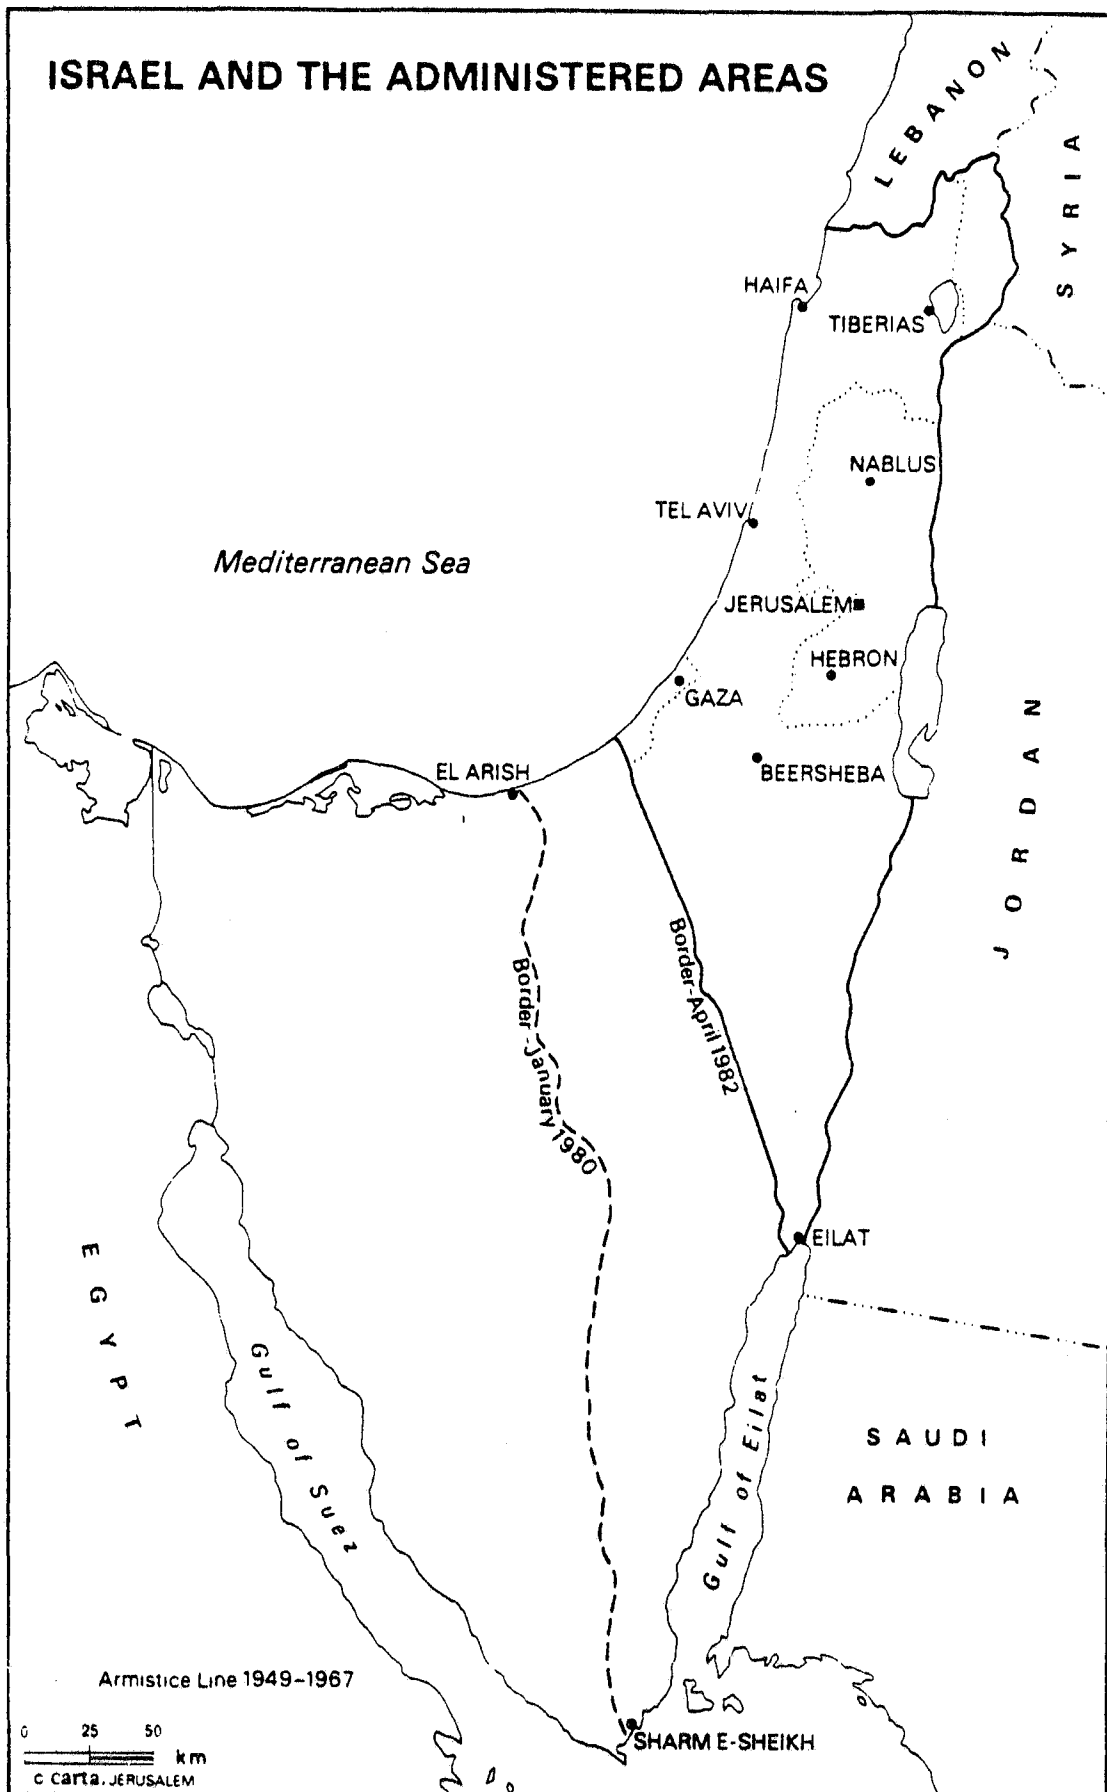 ISRAEL AND THE ADMINISTERED AREAS
LEBANON
SYRIA
HAIFA
TIBERIAS
NABLUS
TEL AVIV
Mediterranean Sea
JERUSALEM
HEBRON
GAZA
JORDAN
EL ARISH
BEERSHEBA
Border-April 1982
Border-January 1980
EILAT
EGYPT
Gulf of Suez
Gulf of Eilat
SAUDI
ARABIA
Armistice Line 1949-1967
0 25 50
km
SHARM E-SHEIKH
c carta, JERUSALEM